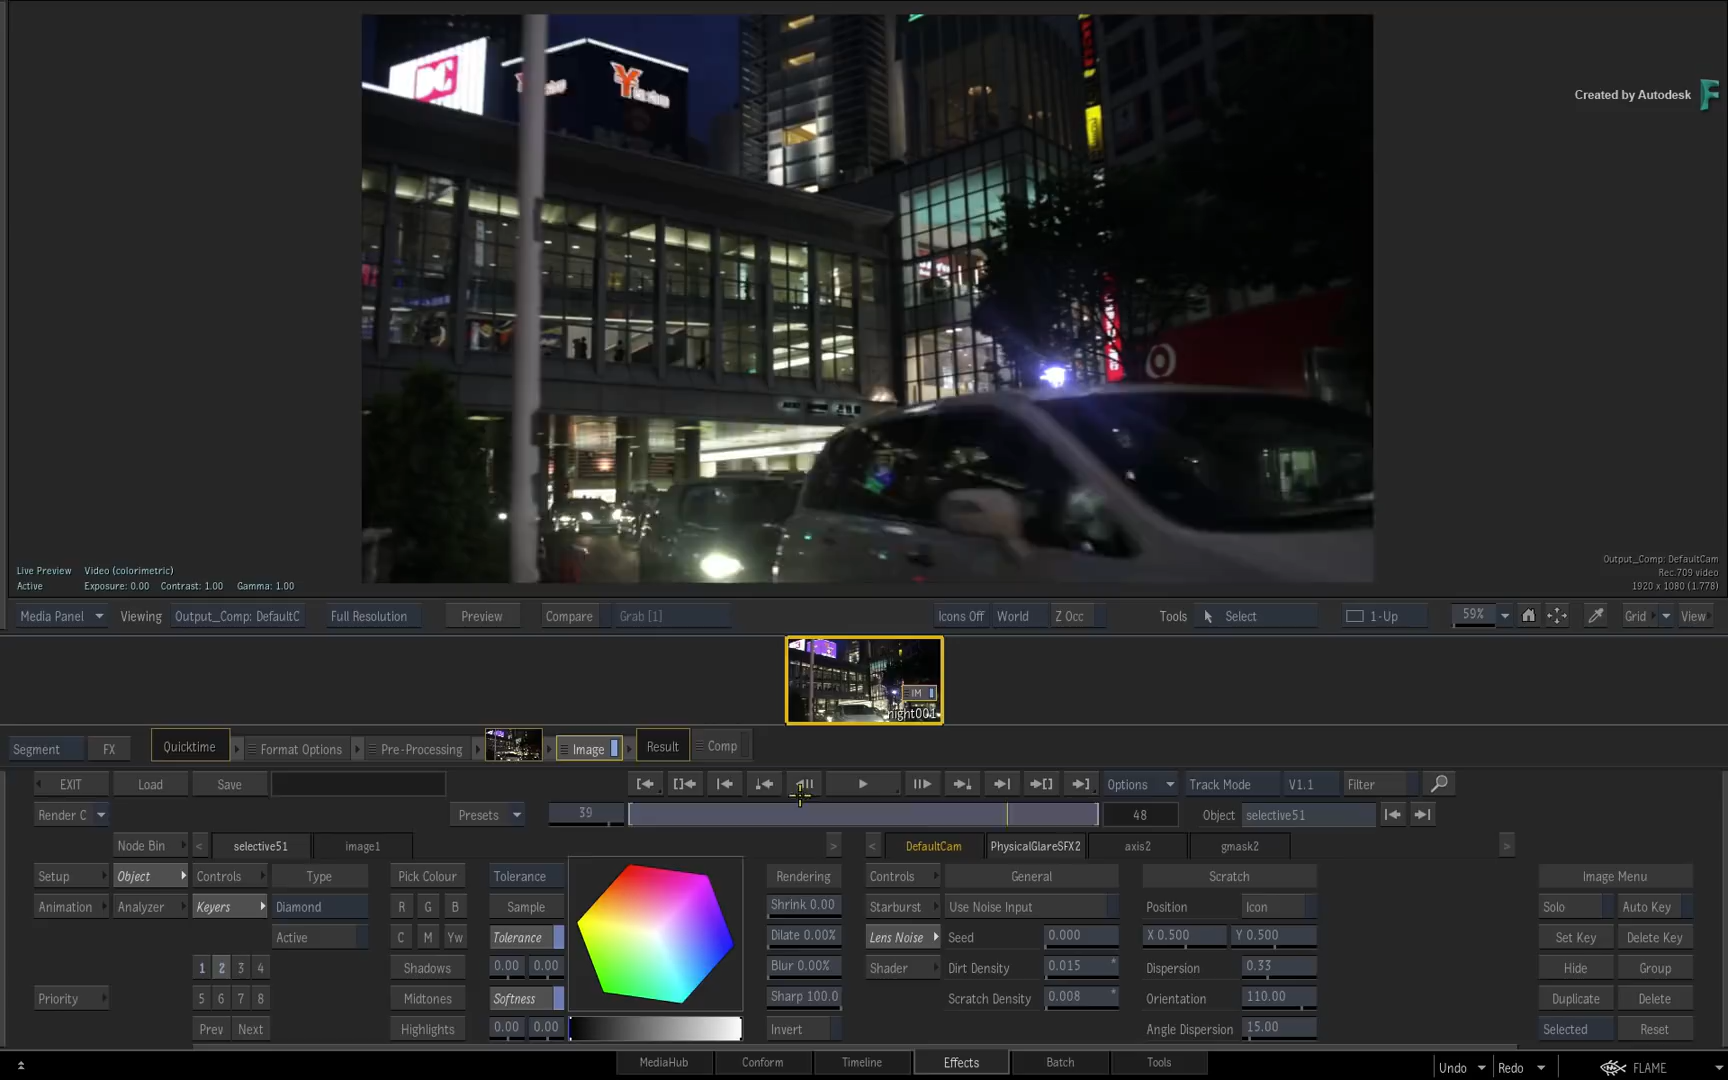 DC
Y
Created by Autodesk
Live Preview Video (colorimetric)
Active Exposure: 0.00 Contrast: 1.00 Gamma: 1.00
Output_Comp: DefaultCam
Rec.709 video
1920 x 1080 (1.778)
Media Panel Viewing Output_Comp: DefaultC Full Resolution Preview Compare Grab [1] Icons Off World Z Occ Tools Select 1-Up 59% Grid View
IM
night001
Segment FX Quicktime Format Options Pre-Processing Image Result Comp
EXIT Load Save Options Track Mode V1.1 Filter
Render C Presets 39 48 Object selective51
Node Bin < selective51 image1 > < DefaultCam PhysicalGlareSFX2 axis2 gmask2 >
Setup Object Controls Type Pick Colour Tolerance Rendering Controls General Scratch Image Menu
Animation Analyzer Keyers Diamond R G B Sample Shrink 0.00 Starburst Use Noise Input Position Icon Solo Auto Key
Active C M Yw Tolerance Dilate 0.00% Lens Noise Seed 0.000 X 0.500 Y 0.500 Set Key Delete Key
1 2 3 4 Shadows 0.00 0.00 Blur 0.00% Shader Dirt Density 0.015 Dispersion 0.33 Hide Group
Priority 5 6 7 8 Midtones Softness Sharp 100.0 Scratch Density 0.008 Orientation 110.00 Duplicate Delete
Prev Next Highlights 0.00 0.00 Invert Angle Dispersion 15.00 Selected Reset
MediaHub Conform Timeline Effects Batch Tools Undo Redo FLAME